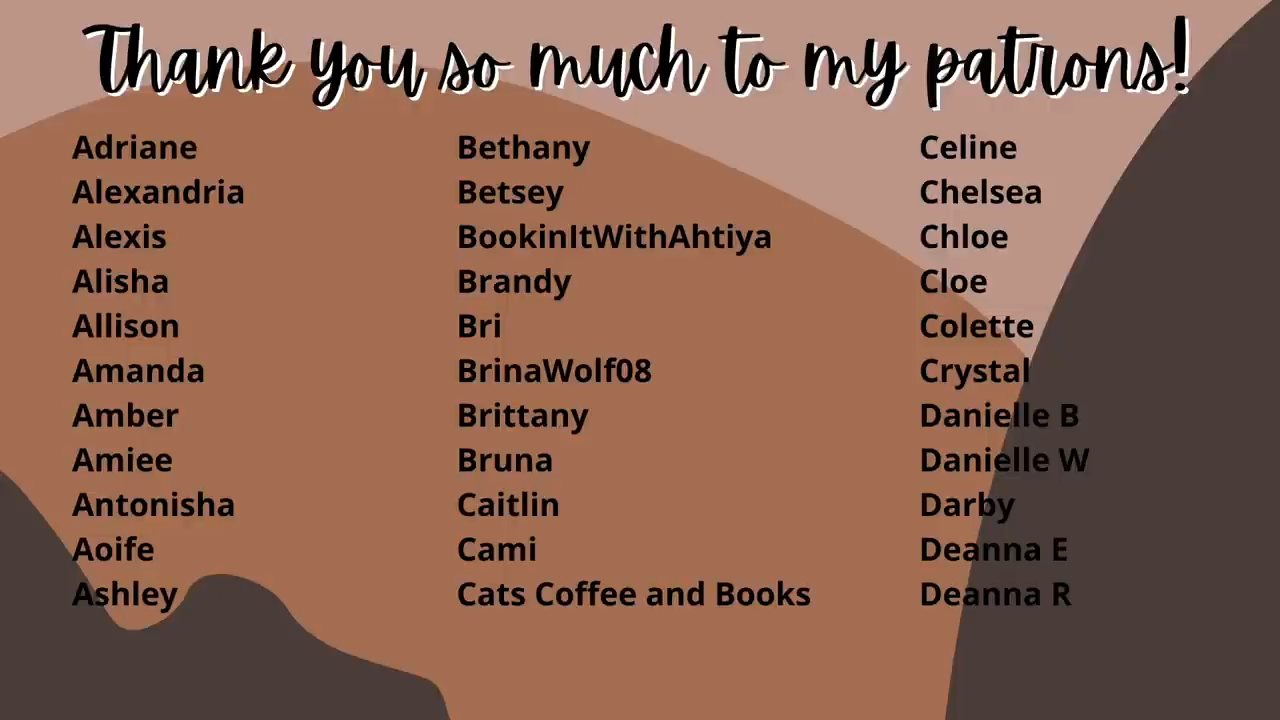 Thank you so much to my patrons!
Adriane
Alexandria
Alexis
Alisha
Allison
Amanda
Amber
Amiee
Antonisha
Aoife
Ashley
Bethany
Betsey
BookinItWithAhtiya
Brandy
Bri
BrinaWolf08
Brittany
Bruna
Caitlin
Cami
Cats Coffee and Books
Celine
Chelsea
Chloe
Cloe
Colette
Crystal
Danielle B
Danielle W
Darby
Deanna E
Deanna R